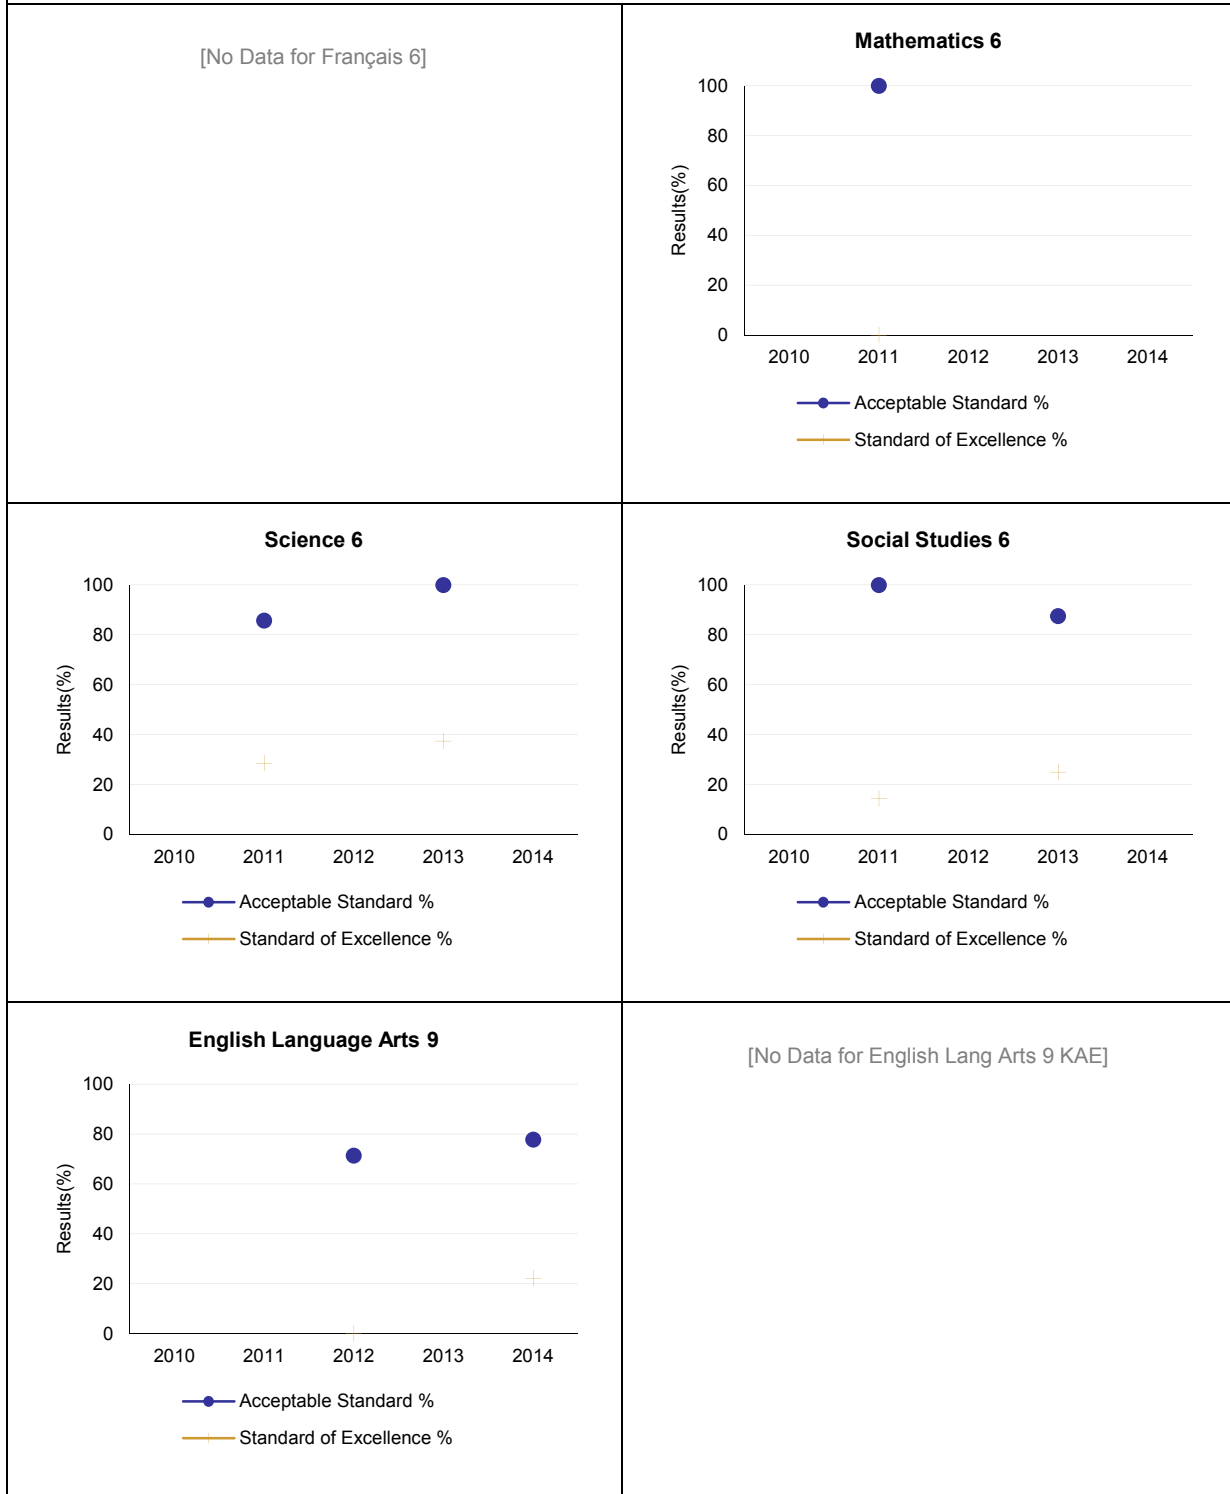 [No Data for Français 6]
Mathematics 6
100
80
60
40
20
0
Results(%)
2010 2011 2012 2013 2014
Acceptable Standard %
Standard of Excellence %
Science 6
100
80
60
40
20
0
Results(%)
2010 2011 2012 2013 2014
Acceptable Standard %
Standard of Excellence %
Social Studies 6
100
80
60
40
20
0
Results(%)
2010 2011 2012 2013 2014
Acceptable Standard %
Standard of Excellence %
English Language Arts 9
100
80
60
40
20
0
Results(%)
2010 2011 2012 2013 2014
Acceptable Standard %
Standard of Excellence %
[No Data for English Lang Arts 9 KAE]